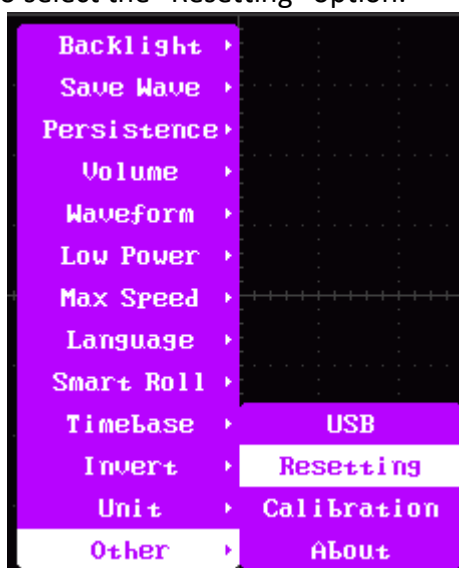 to select the "Resetting" option.
Backlight
Save Wave
Persistence
Volume
Waveform
Low Power
Max Speed
Language
Smart Roll
Timebase
Invert
Unit
Other
USB
Resetting
Calibration
About